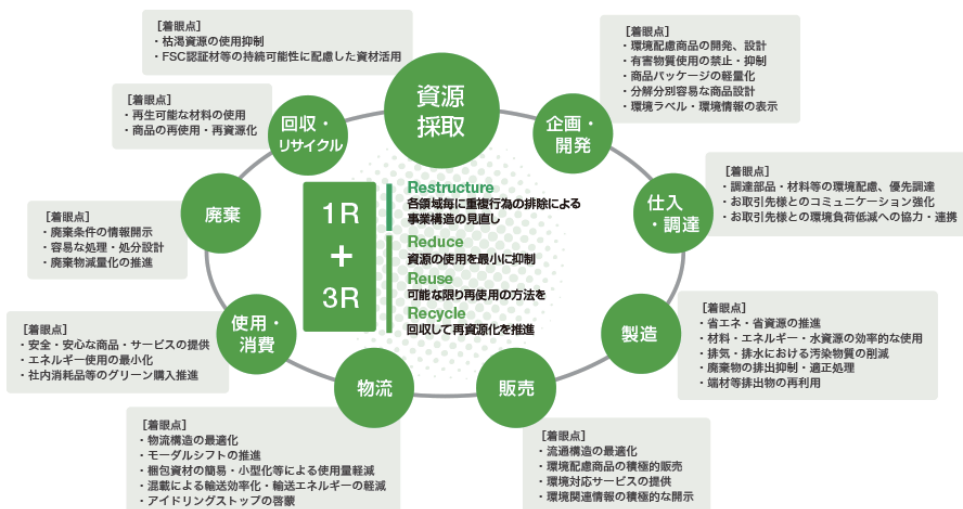 ［着眼点］
・枯渇資源の使用抑制
・FSC認証材等の持続可能性に配慮した資材活用
資源
採取
［着眼点］
・環境配慮商品の開発、設計
・有害物質使用の禁止・抑制
・商品パッケージの軽量化
・分解分別容易な商品設計
・環境ラベル・環境情報の表示
企画・
開発
［着眼点］
・調達部品・材料等の環境配慮、優先調達
・お取引先様とのコミュニケーション強化
・お取引先様との環境負荷低減への協力・連携
仕入
・調達
［着眼点］
・省エネ・省資源の推進
・材料・エネルギー・水資源の効率的な使用
・排気・排水における汚染物質の削減
・廃棄物の排出抑制・適正処理
・端材等排出物の再利用
製造
［着眼点］
・流通構造の最適化
・環境配慮商品の積極的販売
・環境対応サービスの提供
・環境関連情報の積極的な開示
販売
［着眼点］
・物流構造の最適化
・モーダルシフトの推進
・梱包資材の簡易・小型化等による使用量軽減
・混載による輸送効率化・輸送エネルギーの軽減
・アイドリングストップの啓蒙
物流
［着眼点］
・安全・安心な商品・サービスの提供
・エネルギー使用の最小化
・社内消耗品等のグリーン購入推進
使用・
消費
［着眼点］
・廃棄条件の情報開示
・容易な処理・処分設計
・廃棄物減量化の推進
廃棄
［着眼点］
・再生可能な材料の使用
・商品の再使用・再資源化
回収・
リサイクル
1R
+
3R
Restructure
各領域毎に重複行為の排除による
事業構造の見直し
Reduce
資源の使用を最小に抑制
Reuse
可能な限り再使用の方法を
Recycle
回収して再資源化を推進